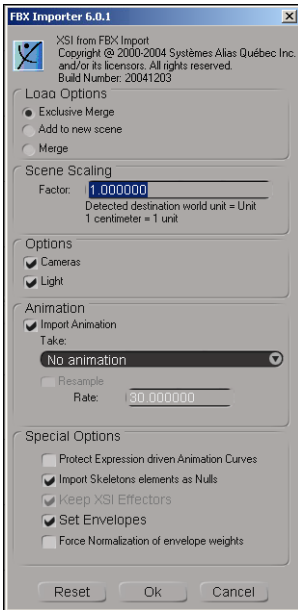 FBX Importer 6.0.1
XSI from FBX Import
Copyright @ 2000-2004 Systèmes Alias Québec Inc.
and/or its licensors. All rights reserved.
Build Number: 20041203
Load Options
Exclusive Merge
Add to new scene
Merge
Scene Scaling
Factor: 1.000000
Detected destination world unit = Unit
1 centimeter = 1 unit
Options
Cameras
Light
Animation
Import Animation
Take:
No animation
Resample
Rate: 30.000000
Special Options
Protect Expression driven Animation Curves
Import Skeletons elements as Nulls
Keep XSI Effectors
Set Envelopes
Force Normalization of envelope weights
Reset Ok Cancel